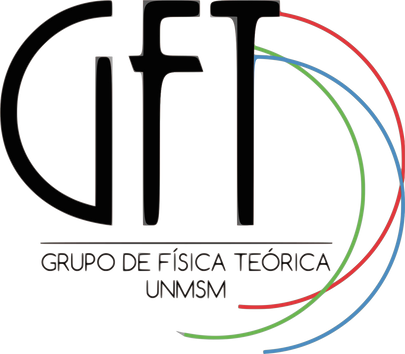 GfT
GRUPO DE FÍSICA TEÓRICA
UNMSM